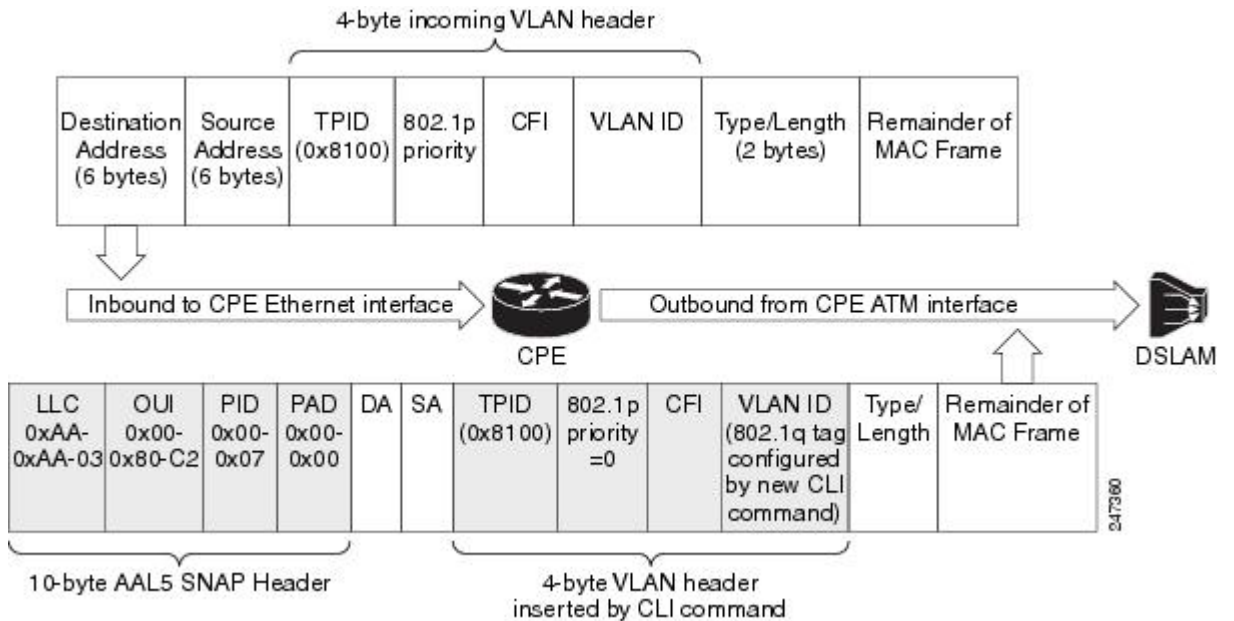 4-byte incoming VLAN header
Destination
Address
(6 bytes)
Source
Address
(6 bytes)
TPID
(0x8100)
802.1p
priority
CFI
VLAN ID
Type/Length
(2 bytes)
Remainder of
MAC Frame
Inbound to CPE Ethernet interface
CPE
Outbound from CPE ATM interface
DSLAM
LLC
0xAA-
0xAA-03
OUI
0x00-
0x80-C2
PID
0x00-
0x07
PAD
0x00-
0x00
DA
SA
TPID
(0x8100)
802.1p
priority
=0
CFI
VLAN ID
(802.1q tag
configured
by new CLI
command)
Type/
Length
Remainder of
MAC Frame
247360
10-byte AAL5 SNAP Header
4-byte VLAN header
inserted by CLI command